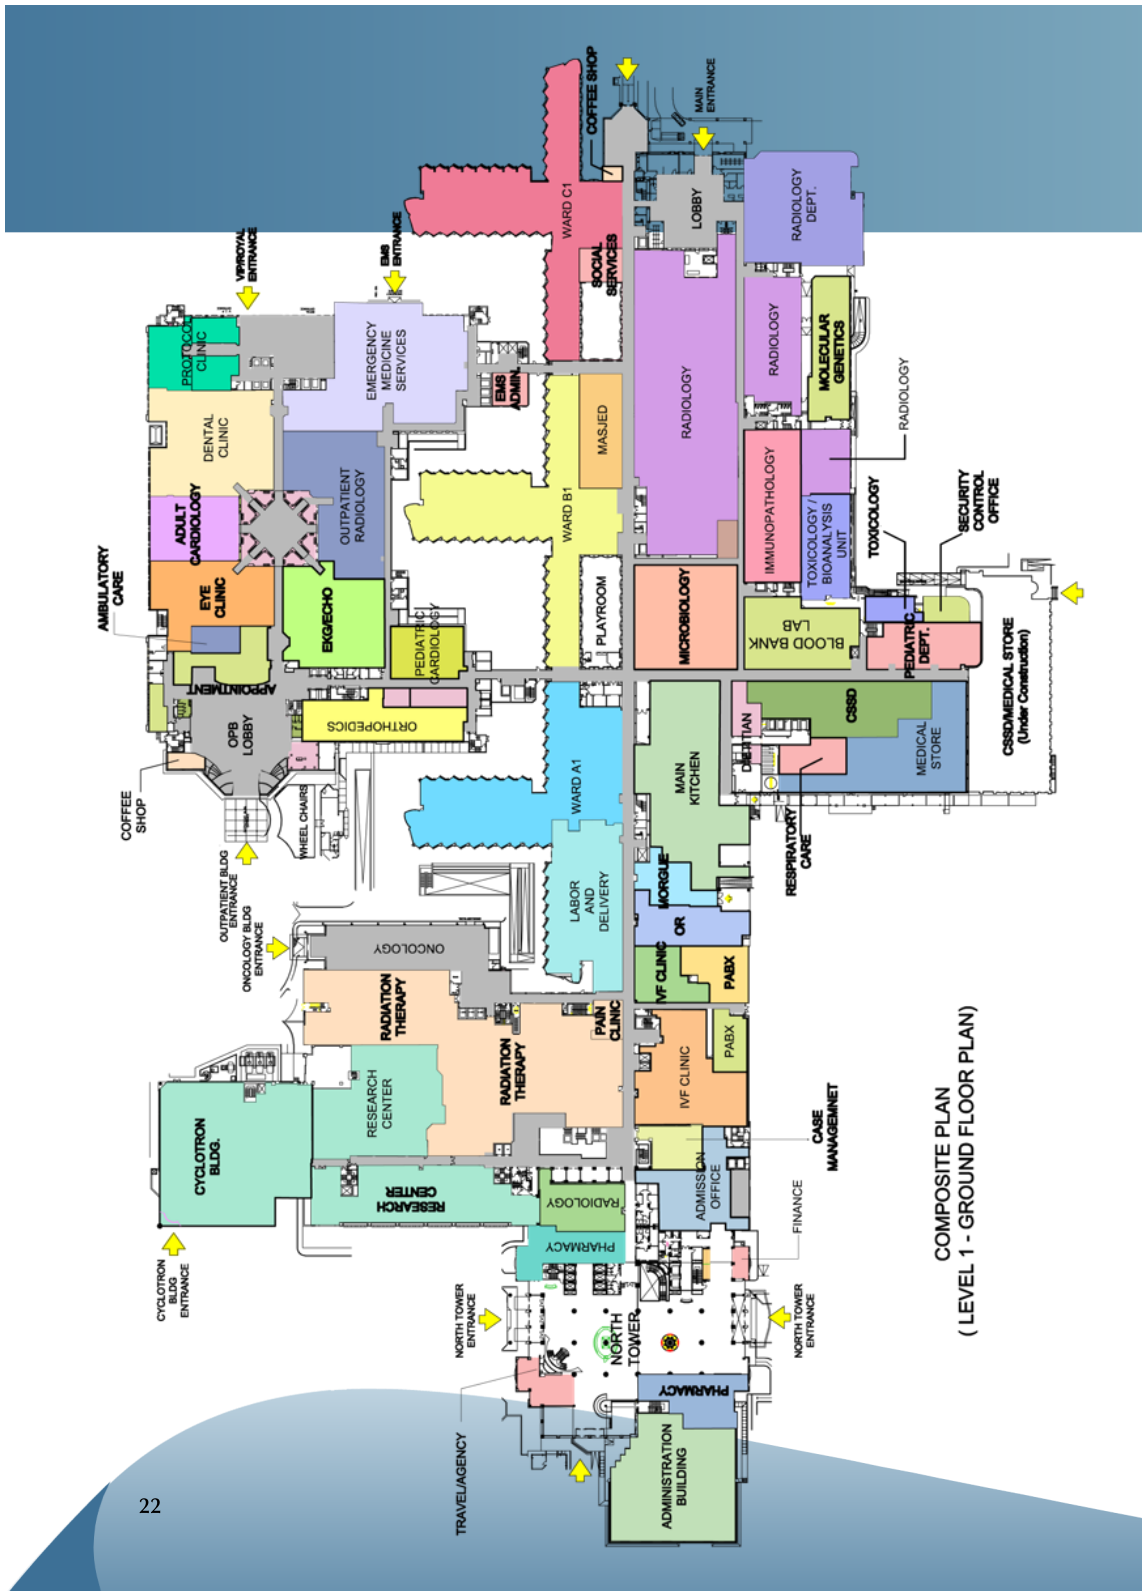 COFFEE SHOP
MAIN
ENTRANCE
WARD C1
LOBBY
RADIOLOGY
DEPT.
SOCIAL
SERVICES
VIP/ROYAL
ENTRANCE
EMS
ENTRANCE
PROTOCOL
CLINIC
EMERGENCY
MEDICINE
SERVICES
EMS
ADMIN.
RADIOLOGY
MOLECULAR
GENETICS
RADIOLOGY
RADIOLOGY
DENTAL
CLINIC
MASJED
OUTPATIENT
RADIOLOGY
ADULT
CARDIOLOGY
WARD B1
IMMUNOPATHOLOGY
TOXICOLOGY /
BIOANALYSIS
UNIT
TOXICOLOGY
SECURITY
CONTROL
OFFICE
AMBULATORY
CARE
EYE
CLINIC
EKG/ECHO
PEDIATRIC
CARDIOLOGY
PLAYROOM
MICROBIOLOGY
BLOOD BANK
LAB
PEDIATRIC
DEPT.
CSSD/MEDICAL STORE
(Under Construction)
APPOINTMENT
OPB
LOBBY
ORTHOPEDICS
COFFEE
SHOP
WHEEL CHAIRS
WARD A1
MAIN
KITCHEN
DIETITIAN
CSSD
MEDICAL
STORE
RESPIRATORY
CARE
OUTPATIENT BLDG
ENTRANCE
ONCOLOGY BLDG
ENTRANCE
LABOR
AND
DELIVERY
MORGUE
OR
ONCOLOGY
IVF CLINIC
PABX
RADIATION
THERAPY
PAIN
CLINIC
RADIATION
THERAPY
RESEARCH
CENTER
IVF CLINIC
PABX
CYCLOTRON
BLDG.
CASE
MANAGEMNET
RESEARCH
CENTER
RADIOLOGY
ADMISSION
OFFICE
PHARMACY
FINANCE
CYCLOTRON
BLDG
ENTRANCE
NORTH TOWER
ENTRANCE
NORTH
TOWER
NORTH TOWER
ENTRANCE
PHARMACY
TRAVEL/AGENCY
ADMINISTRATION
BUILDING
COMPOSITE PLAN
( LEVEL 1 - GROUND FLOOR PLAN)
22